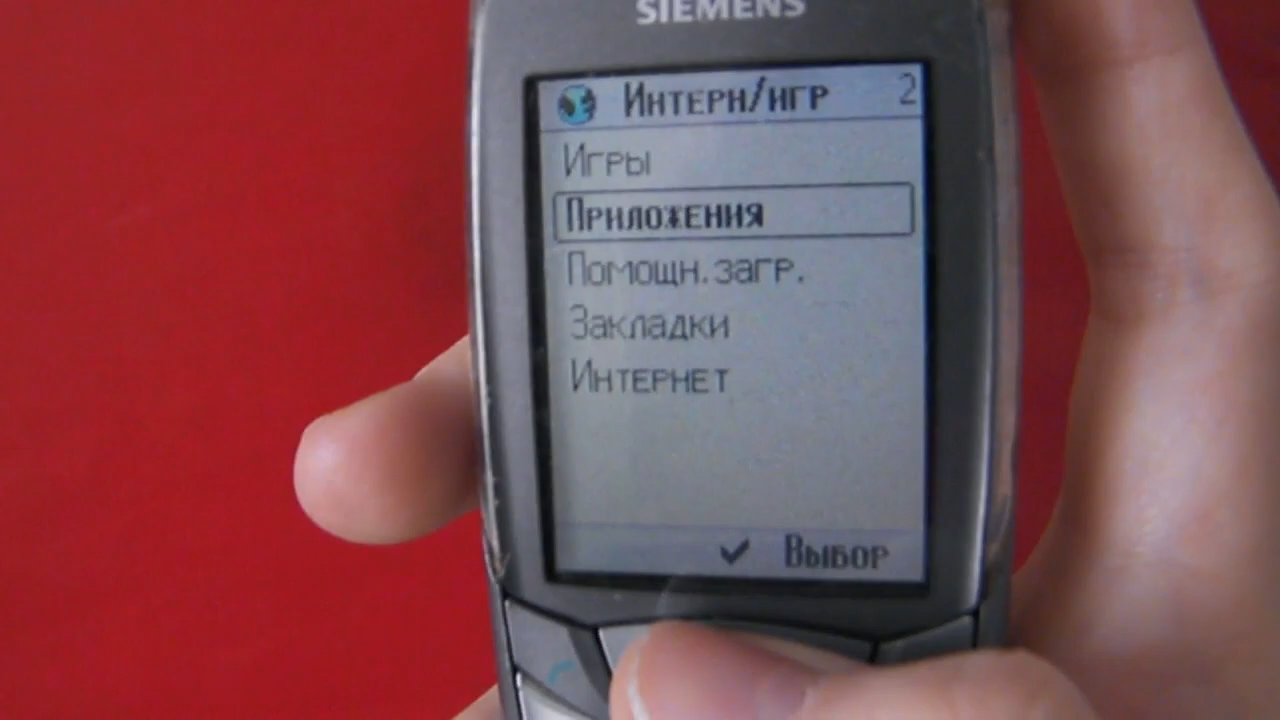 SIEMENS
Интерн/игр 2
Игры
Приложения
Помощн.загр.
Закладки
Интернет
✔ Выбор